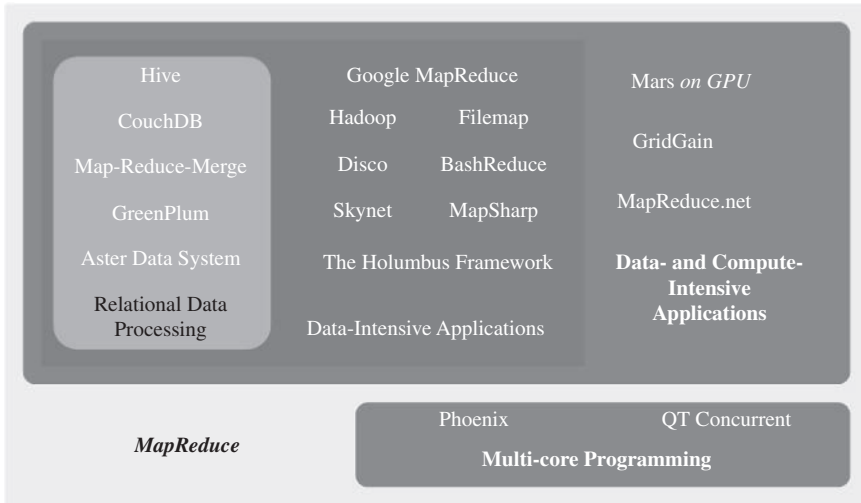 Hive
CouchDB
Map-Reduce-Merge
GreenPlum
Aster Data System
Relational Data
Processing
Google MapReduce
Hadoop Filemap
Disco BashReduce
Skynet MapSharp
The Holumbus Framework
Data-Intensive Applications
Mars on GPU
GridGain
MapReduce.net
Data- and Compute-
Intensive
Applications
MapReduce
Phoenix QT Concurrent
Multi-core Programming